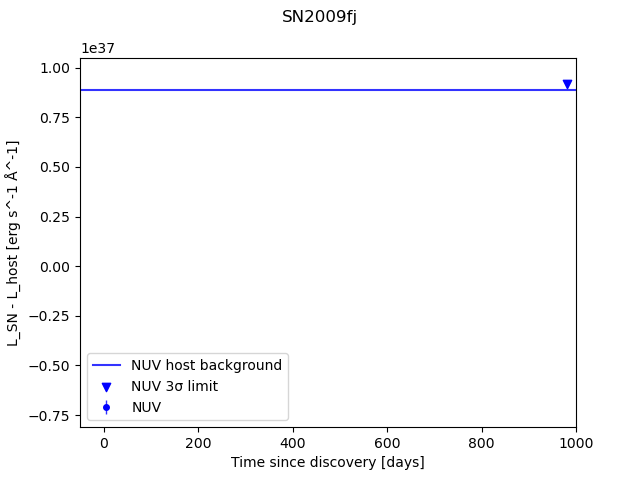 SN2009fj
1e37
1.00
0.75
0.50
0.25
0.00
−0.25
−0.50
−0.75
L_SN - L_host [erg s^-1 Å^-1]
NUV host background
NUV 3σ limit
NUV
0 200 400 600 800 1000
Time since discovery [days]